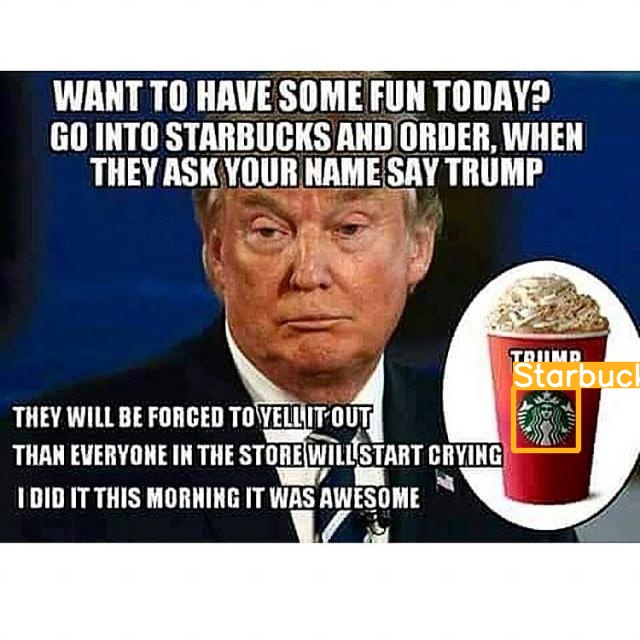 WANT TO HAVE SOME FUN TODAY?
GO INTO STARBUCKS AND ORDER, WHEN
THEY ASK YOUR NAME SAY TRUMP
TRUMP
Starbuck
THEY WILL BE FORCED TO YELL IT OUT
THAN EVERYONE IN THE STORE WILL START CRYING
I DID IT THIS MORNING IT WAS AWESOME